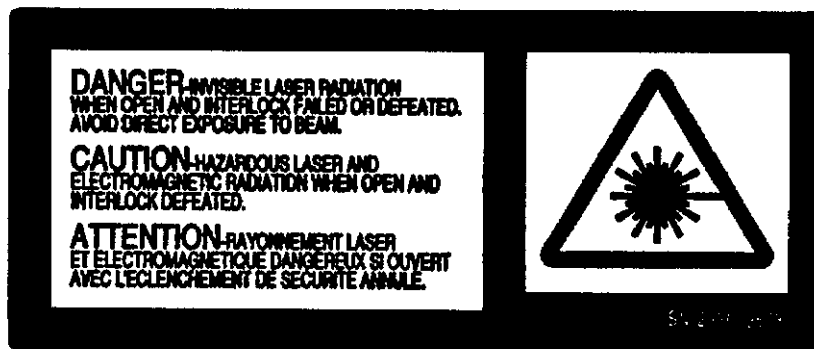 DANGER-INVISIBLE LASER RADIATION
WHEN OPEN AND INTERLOCK FAILED OR DEFEATED.
AVOID DIRECT EXPOSURE TO BEAM.
CAUTION-HAZARDOUS LASER AND
ELECTROMAGNETIC RADIATION WHEN OPEN AND
INTERLOCK DEFEATED.
ATTENTION-RAYONNEMENT LASER
ET ELECTROMAGNETIQUE DANGEREUX SI OUVERT
AVEC L'ECLENCHEMENT DE SECURITE ANNULE.